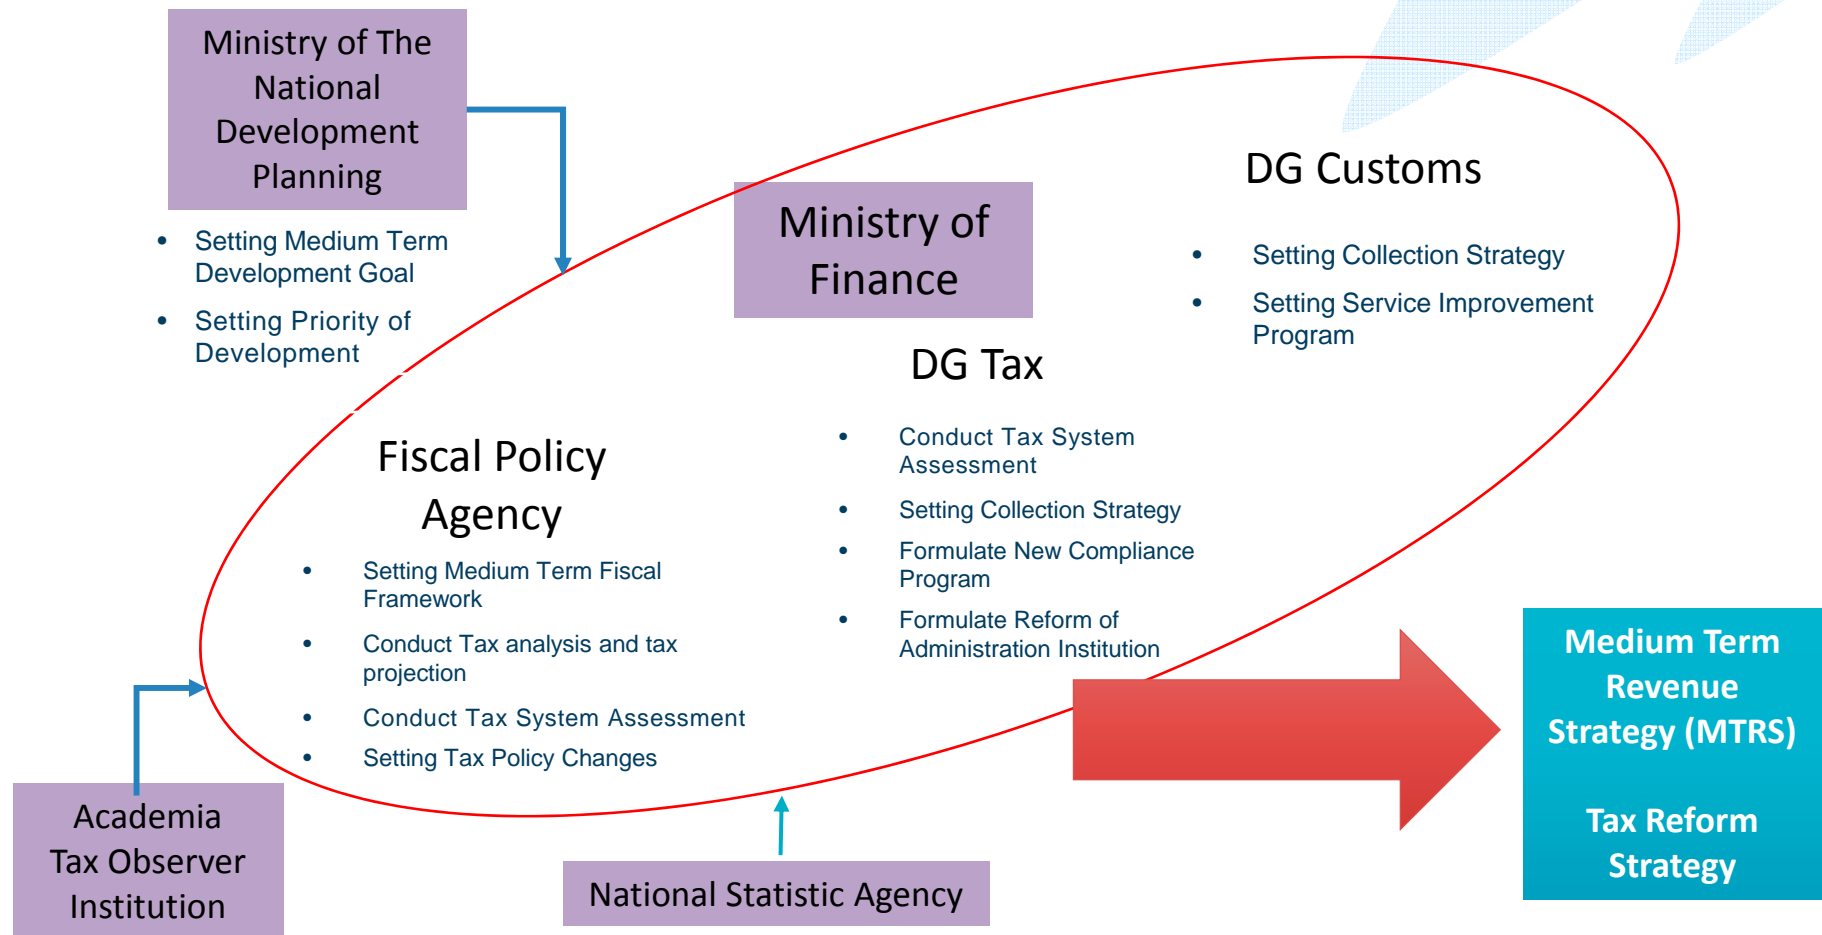 Ministry of The
National
Development
Planning
• Setting Medium Term
Development Goal
• Setting Priority of
Development
Ministry of
Finance
DG Customs
• Setting Collection Strategy
• Setting Service Improvement
Program
DG Tax
• Conduct Tax System
Assessment
• Setting Collection Strategy
• Formulate New Compliance
Program
• Formulate Reform of
Administration Institution
Fiscal Policy
Agency
• Setting Medium Term Fiscal
Framework
• Conduct Tax analysis and tax
projection
• Conduct Tax System Assessment
• Setting Tax Policy Changes
Academia
Tax Observer
Institution
National Statistic Agency
Medium Term
Revenue
Strategy (MTRS)
Tax Reform
Strategy